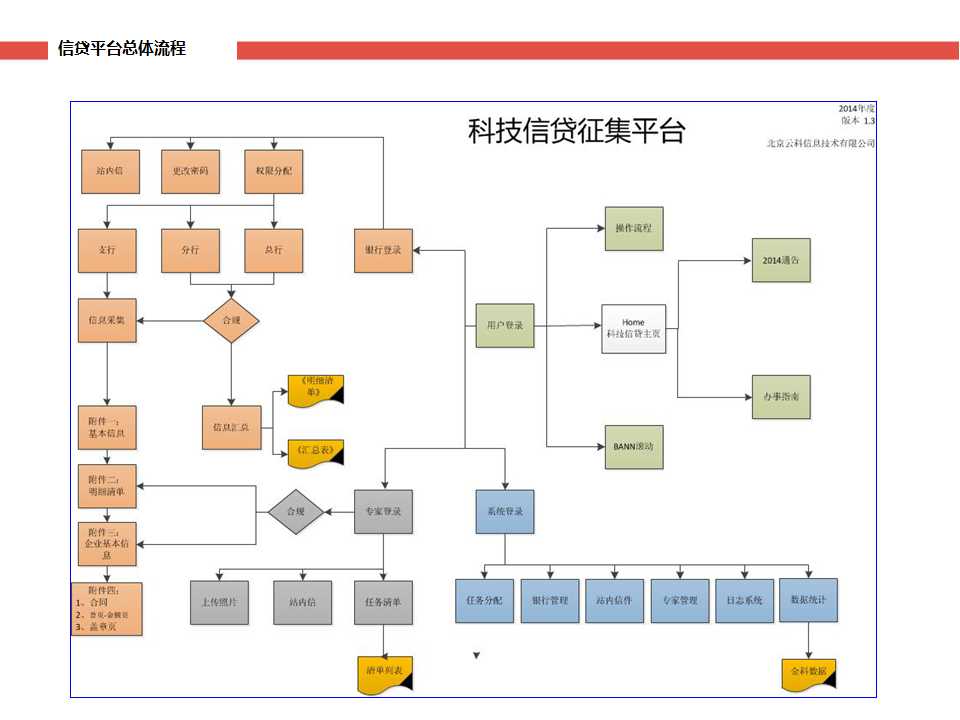 信贷平台总体流程
2014年度
版本 1.3
科技信贷征集平台
北京云科信息技术有限公司
站内信
更改密码
权限分配
支行
分行
总行
银行登录
操作流程
2014通告
信息采集
合规
用户登录
Home
科技信贷主页
《明细清
单》
办事指南
附件一：
基本信息
信息汇总
《汇总表》
BANN滚动
附件二：
明细清单
合规
专家登录
系统登录
附件三：
企业基本信
息
附件四：
1、合同
2、首页-金额页
3、盖章页
上传照片
站内信
任务清单
任务分配
银行管理
站内信件
专家管理
日志系统
数据统计
清单列表
金科数据